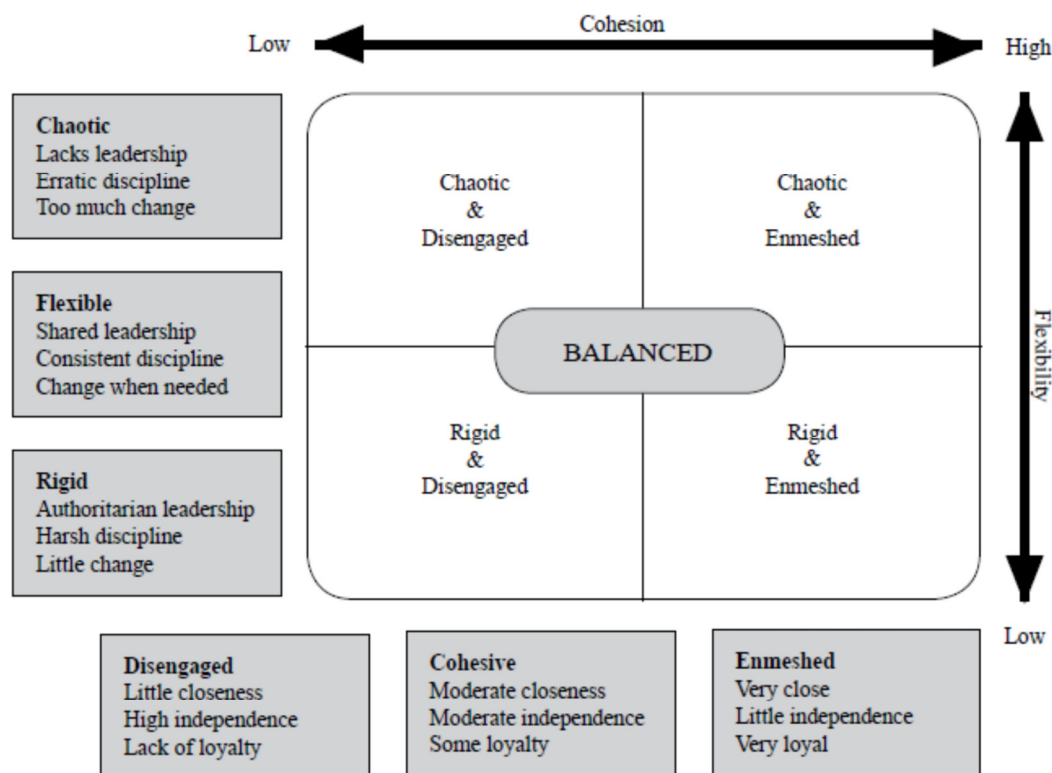 Cohesion
Low
High
Chaotic
Lacks leadership
Erratic discipline
Too much change
Chaotic
&
Disengaged
Chaotic
&
Enmeshed
Flexible
Shared leadership
Consistent discipline
Change when needed
BALANCED
Flexibility
Rigid
Authoritarian leadership
Harsh discipline
Little change
Rigid
&
Disengaged
Rigid
&
Enmeshed
Low
Disengaged
Little closeness
High independence
Lack of loyalty
Cohesive
Moderate closeness
Moderate independence
Some loyalty
Enmeshed
Very close
Little independence
Very loyal